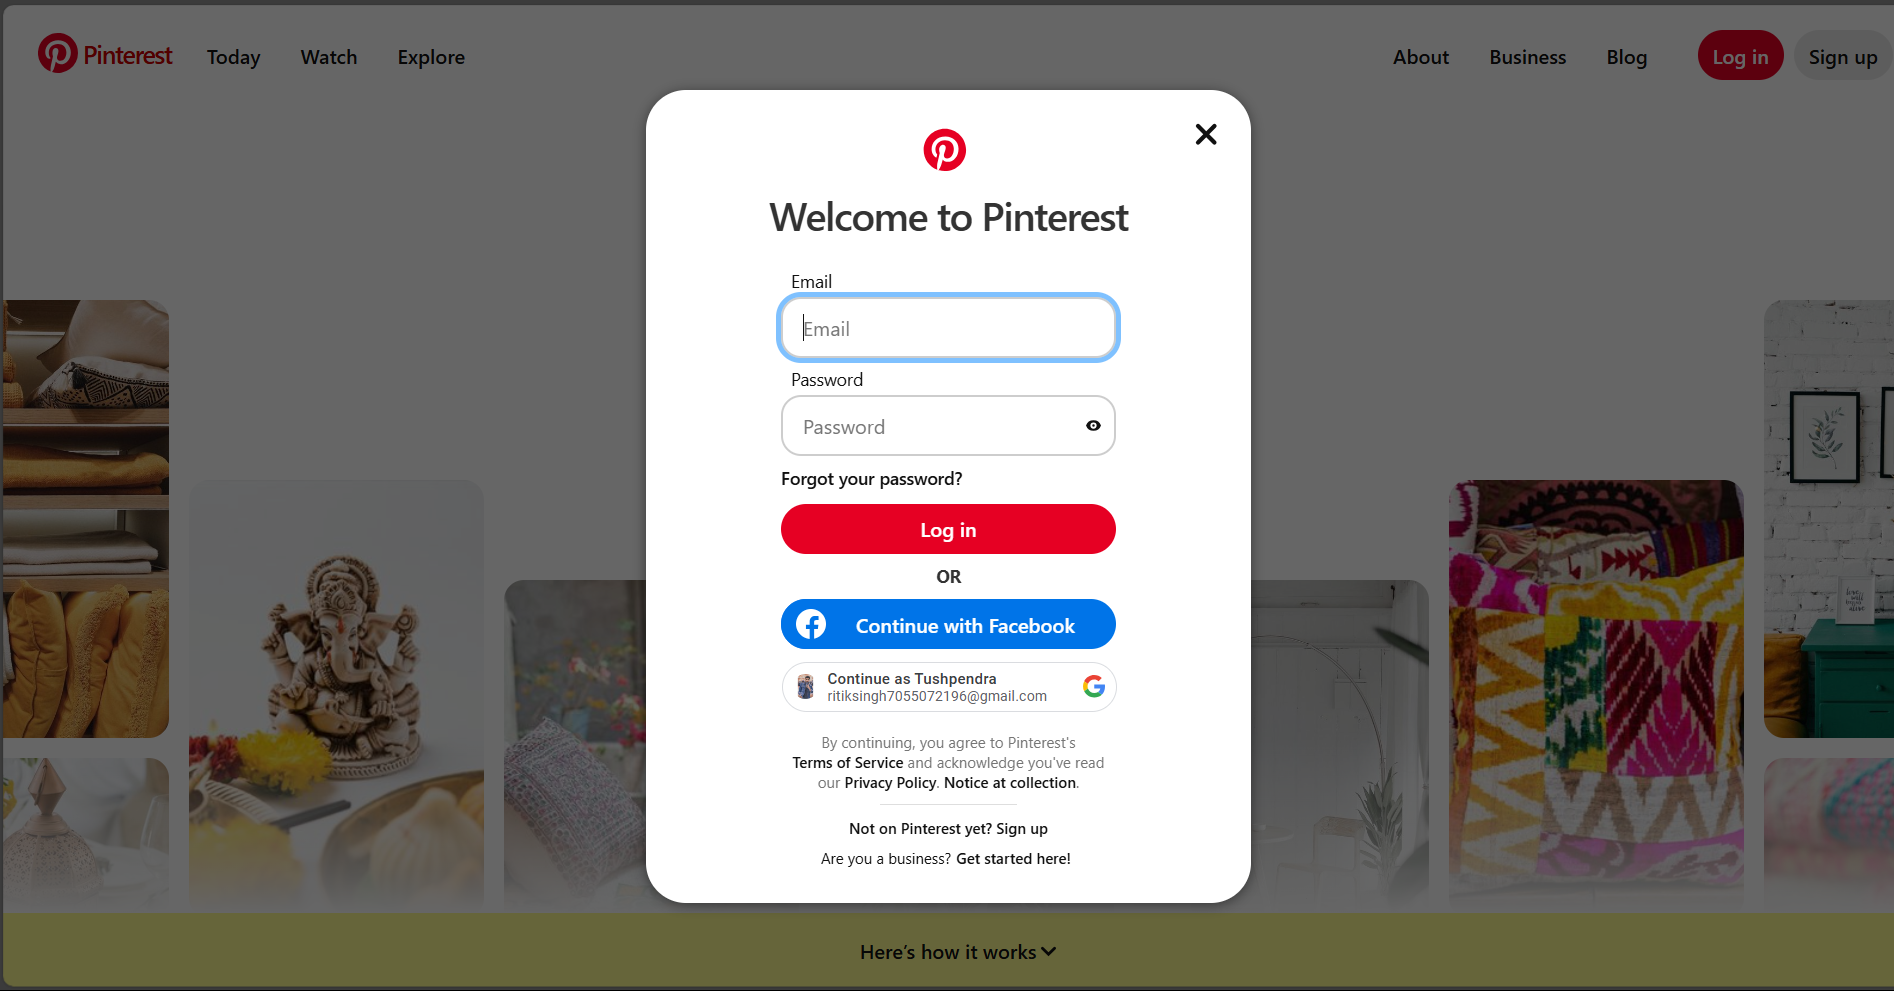 Pinterest Today Watch Explore About Business Blog Log in Sign up
Welcome to Pinterest
Email
Email
Password
Password
Forgot your password?
Log in
OR
Continue with Facebook
Continue as Tushpendra
ritiksingh7055072196@gmail.com
By continuing, you agree to Pinterest's
Terms of Service and acknowledge you've read
our Privacy Policy. Notice at collection.
Not on Pinterest yet? Sign up
Are you a business? Get started here!
Here's how it works